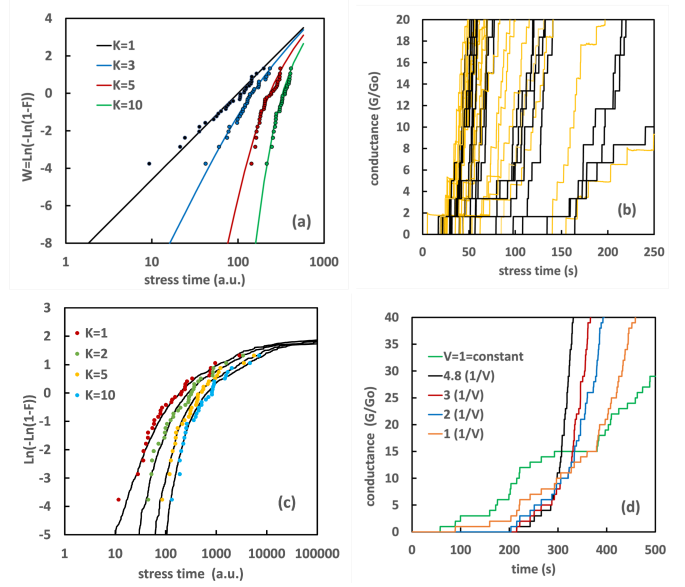 4
2
0
-2
-4
-6
-8
W=Ln(-Ln(1-F))
K=1
K=3
K=5
K=10
(a)
1
10
100
1000
stress time (a.u.)
20
18
16
14
12
10
8
6
4
2
0
conductance (G/Go)
(b)
0
50
100
150
200
250
stress time (s)
3
2
1
0
-1
-2
-3
-4
-5
Ln(-Ln(1-F))
K=1
K=2
K=5
K=10
(c)
1
10
100
1000
10000
100000
stress time (a.u.)
40
35
30
25
20
15
10
5
0
conductance (G/Go)
V=1=constant
4.8 (1/V)
3 (1/V)
2 (1/V)
1 (1/V)
(d)
0
100
200
300
400
500
time (s)